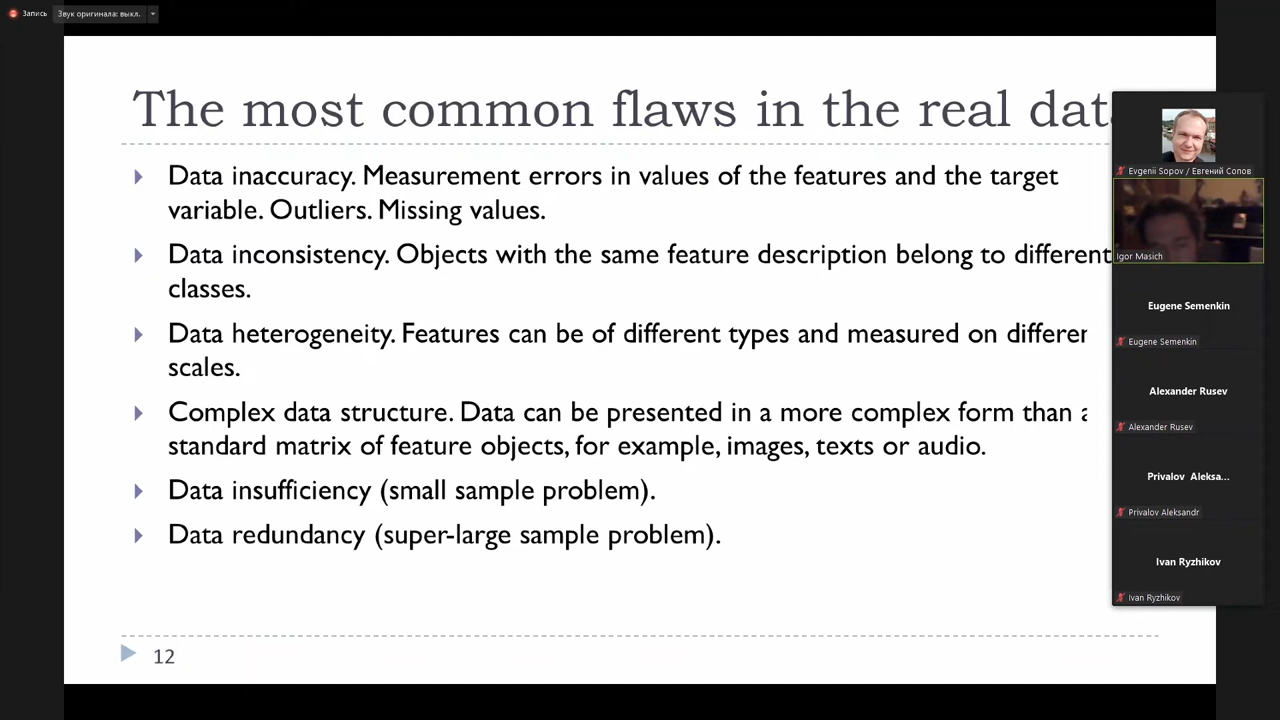 Запись
Звук оригинала: выкл.
The most common flaws in the real dat
Data inaccuracy. Measurement errors in values of the features and the target
variable. Outliers. Missing values.
Data inconsistency. Objects with the same feature description belong to different
classes.
Data heterogeneity. Features can be of different types and measured on differen
scales.
Complex data structure. Data can be presented in a more complex form than a
standard matrix of feature objects, for example, images, texts or audio.
Data insufficiency (small sample problem).
Data redundancy (super-large sample problem).
12
Evgenii Sopov / Евгений Сопов
Igor Masich
Eugene Semenkin
Eugene Semenkin
Alexander Rusev
Alexander Rusev
Privalov Aleksa...
Privalov Aleksandr
Ivan Ryzhikov
Ivan Ryzhikov